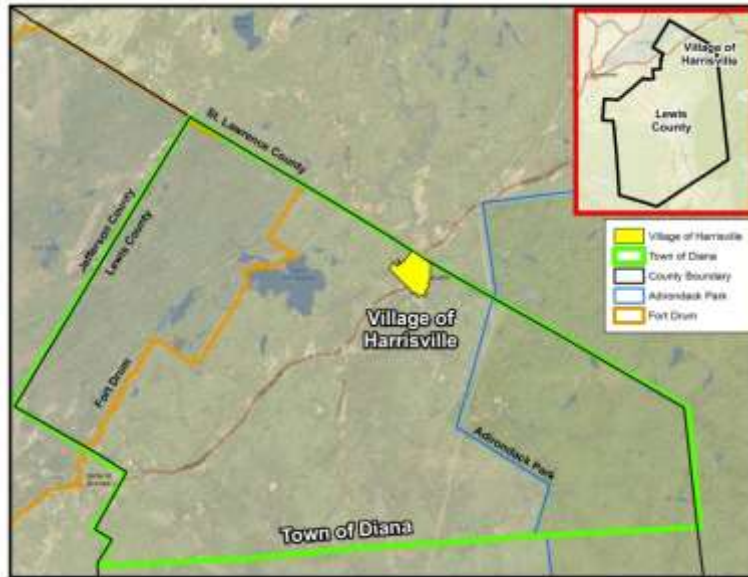 St. Lawrence County
Jefferson County
Lewis County
Fort Drum
Village of
Harrisville
Adirondack Park
Town of Diana
Village of
Harrisville
Lewis
County
Village of Harrisville
Town of Diana
County Boundary
Adirondack Park
Fort Drum